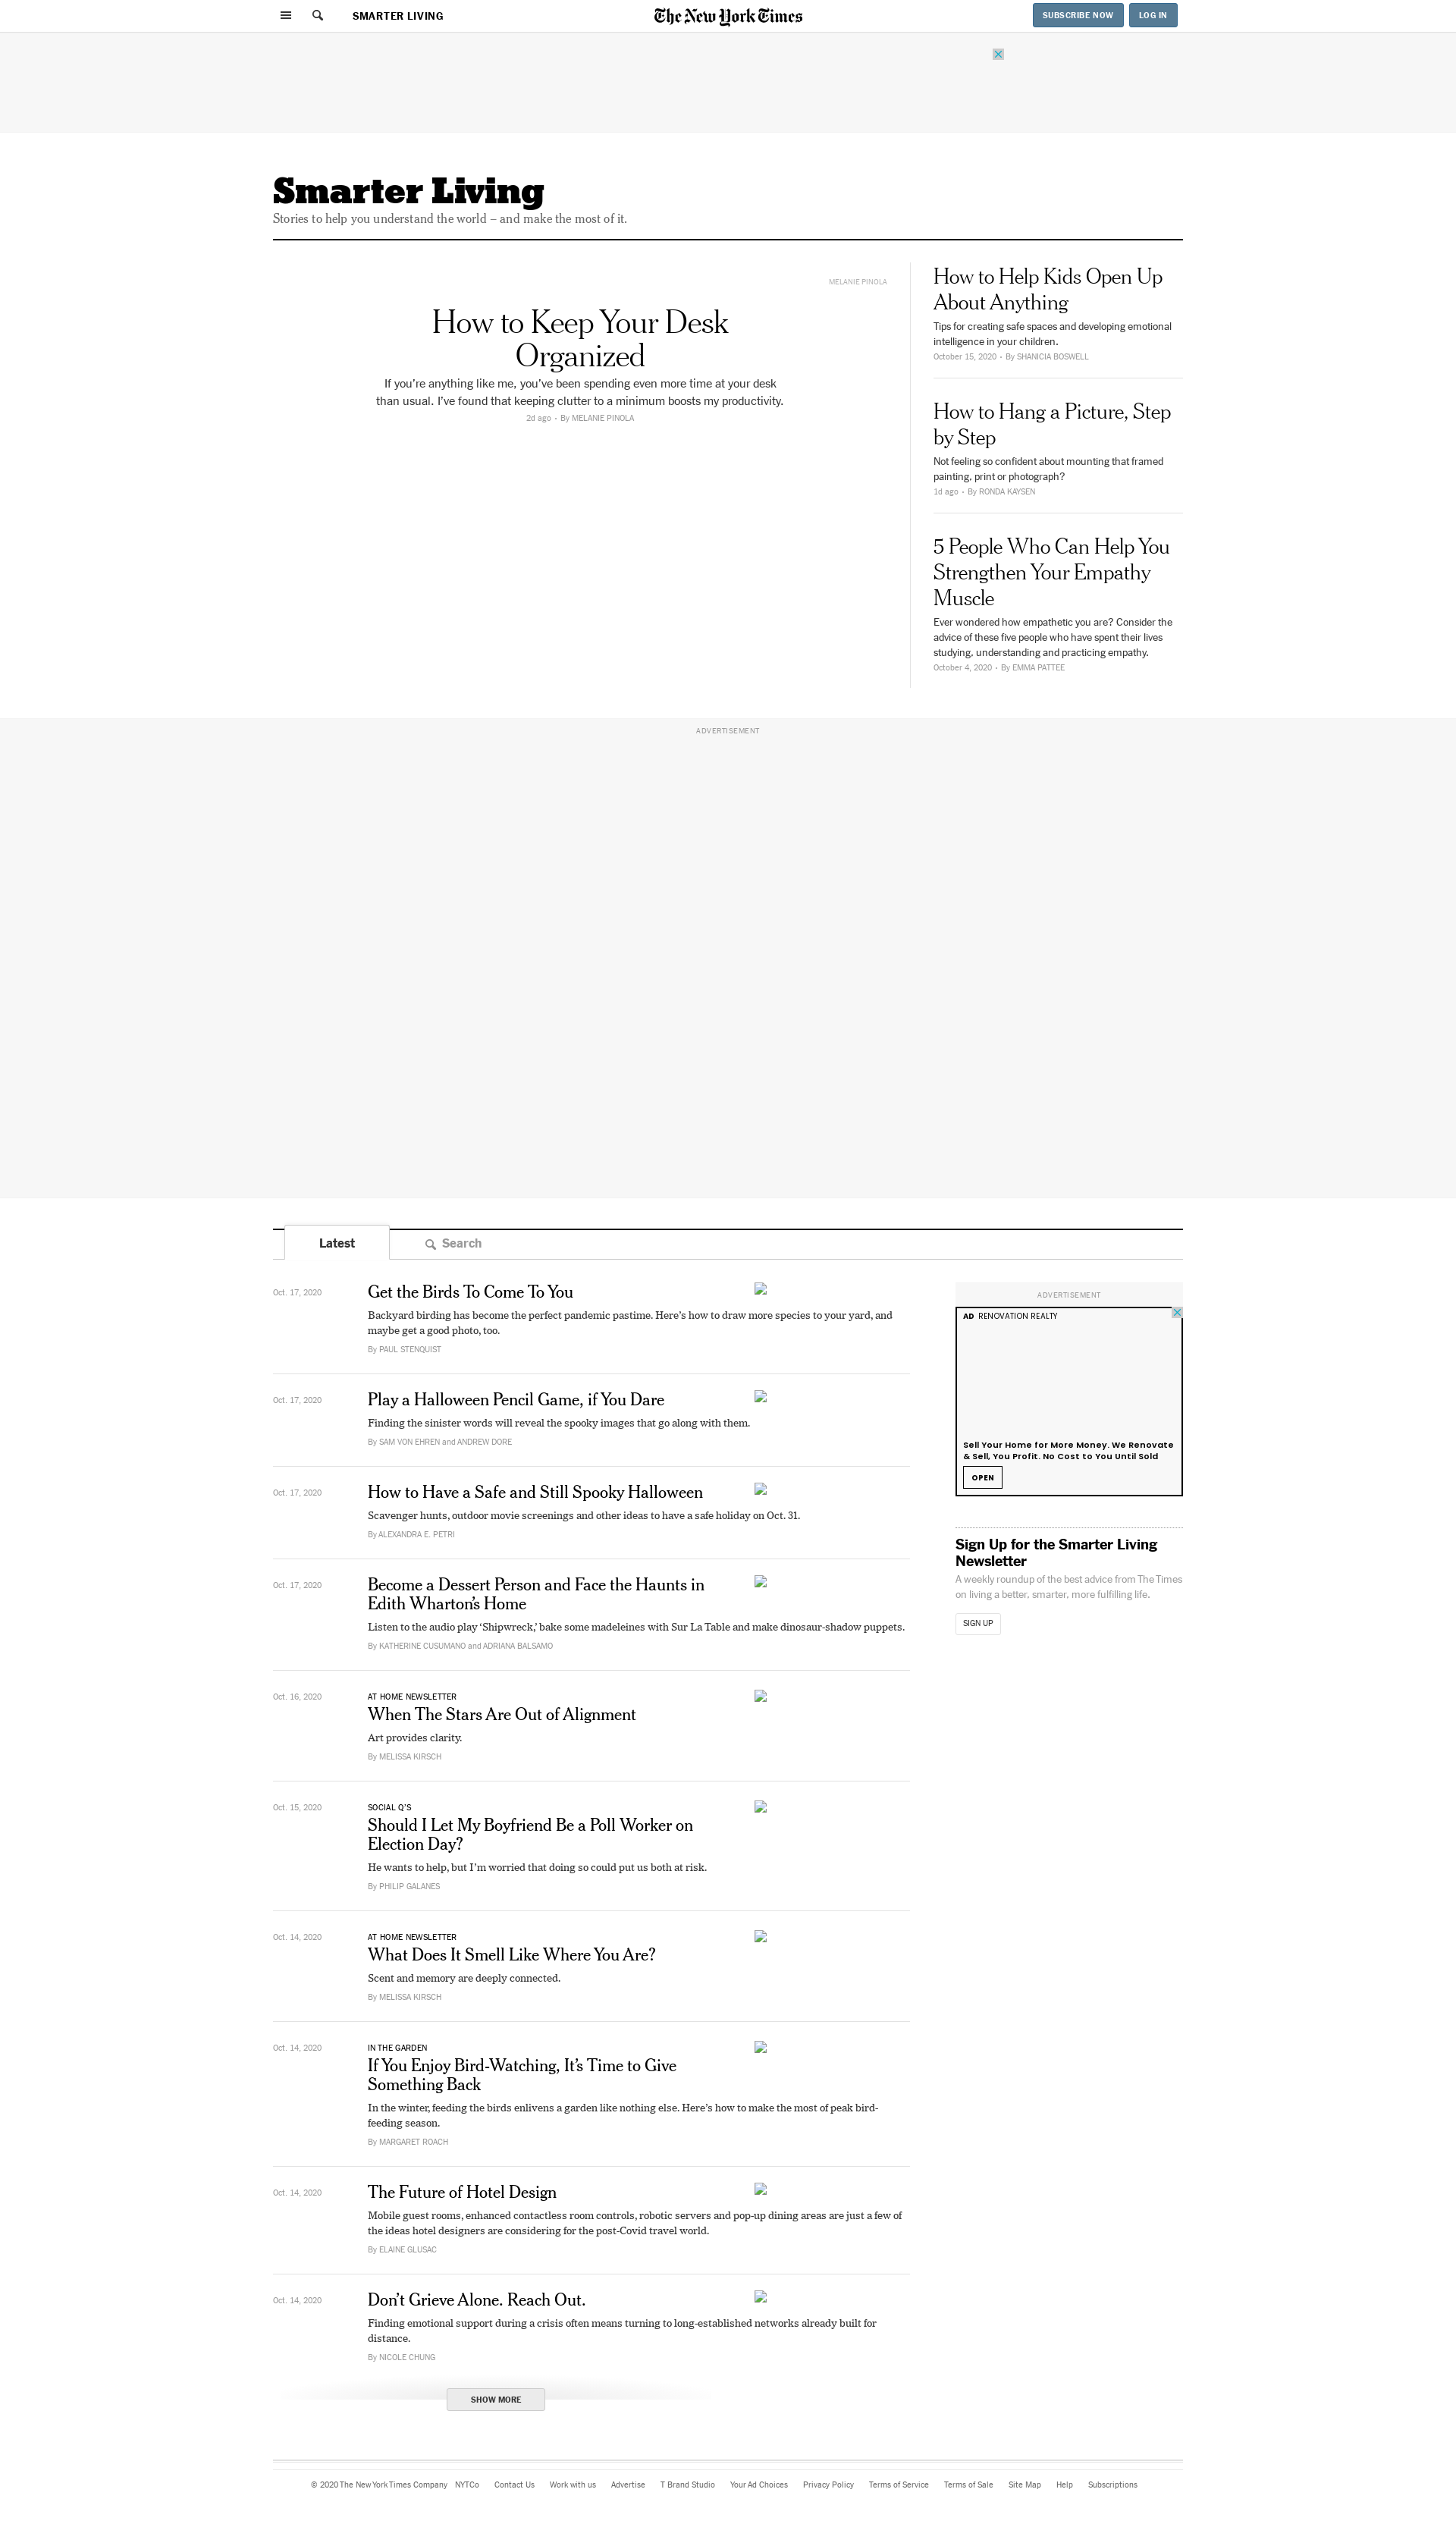 SMARTER LIVING
The New York Times
SUBSCRIBE NOW
LOG IN
Smarter Living
Stories to help you understand the world – and make the most of it.
MELANIE PINOLA
How to Keep Your Desk
Organized
If you’re anything like me, you’ve been spending even more time at your desk
than usual. I’ve found that keeping clutter to a minimum boosts my productivity.
2d ago • By MELANIE PINOLA
How to Help Kids Open Up
About Anything
Tips for creating safe spaces and developing emotional
intelligence in your children.
October 15, 2020 • By SHANICIA BOSWELL
How to Hang a Picture, Step
by Step
Not feeling so confident about mounting that framed
painting, print or photograph?
1d ago • By RONDA KAYSEN
5 People Who Can Help You
Strengthen Your Empathy
Muscle
Ever wondered how empathetic you are? Consider the
advice of these five people who have spent their lives
studying, understanding and practicing empathy.
October 4, 2020 • By EMMA PATTEE
ADVERTISEMENT
Latest
Search
Oct. 17, 2020
Get the Birds To Come To You
Backyard birding has become the perfect pandemic pastime. Here’s how to draw more species to your yard, and
maybe get a good photo, too.
By PAUL STENQUIST
Oct. 17, 2020
Play a Halloween Pencil Game, if You Dare
Finding the sinister words will reveal the spooky images that go along with them.
By SAM VON EHREN and ANDREW DORE
Oct. 17, 2020
How to Have a Safe and Still Spooky Halloween
Scavenger hunts, outdoor movie screenings and other ideas to have a safe holiday on Oct. 31.
By ALEXANDRA E. PETRI
Oct. 17, 2020
Become a Dessert Person and Face the Haunts in
Edith Wharton’s Home
Listen to the audio play ‘Shipwreck,’ bake some madeleines with Sur La Table and make dinosaur-shadow puppets.
By KATHERINE CUSUMANO and ADRIANA BALSAMO
Oct. 16, 2020
AT HOME NEWSLETTER
When The Stars Are Out of Alignment
Art provides clarity.
By MELISSA KIRSCH
Oct. 15, 2020
SOCIAL Q’S
Should I Let My Boyfriend Be a Poll Worker on
Election Day?
He wants to help, but I’m worried that doing so could put us both at risk.
By PHILIP GALANES
Oct. 14, 2020
AT HOME NEWSLETTER
What Does It Smell Like Where You Are?
Scent and memory are deeply connected.
By MELISSA KIRSCH
Oct. 14, 2020
IN THE GARDEN
If You Enjoy Bird-Watching, It’s Time to Give
Something Back
In the winter, feeding the birds enlivens a garden like nothing else. Here’s how to make the most of peak bird-
feeding season.
By MARGARET ROACH
Oct. 14, 2020
The Future of Hotel Design
Mobile guest rooms, enhanced contactless room controls, robotic servers and pop-up dining areas are just a few of
the ideas hotel designers are considering for the post-Covid travel world.
By ELAINE GLUSAC
Oct. 14, 2020
Don’t Grieve Alone. Reach Out.
Finding emotional support during a crisis often means turning to long-established networks already built for
distance.
By NICOLE CHUNG
SHOW MORE
ADVERTISEMENT
AD RENOVATION REALTY
Sell Your Home for More Money. We Renovate
& Sell, You Profit. No Cost to You Until Sold
OPEN
Sign Up for the Smarter Living
Newsletter
A weekly roundup of the best advice from The Times
on living a better, smarter, more fulfilling life.
SIGN UP
© 2020 The New York Times Company NYTCo Contact Us Work with us Advertise T Brand Studio Your Ad Choices Privacy Policy Terms of Service Terms of Sale Site Map Help Subscriptions